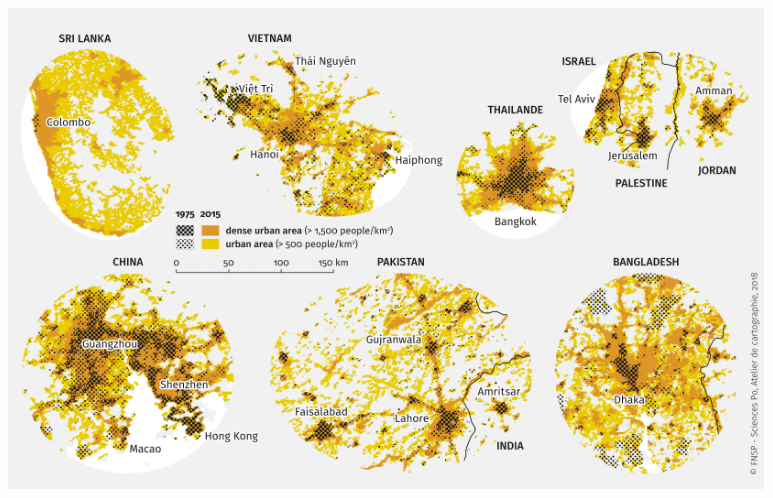 SRI LANKA
Colombo
VIETNAM
Thái Nguyên
Việt Trì
Hanoi
Haiphong
THAILANDE
Bangkok
ISRAEL
Tel Aviv
Amman
Jerusalem
PALESTINE
JORDAN
1975 2015
dense urban area (> 1,500 people/km²)
urban area (> 500 people/km²)
0 50 100 150 km
CHINA
Guangzhou
Shenzhen
Macao
Hong Kong
PAKISTAN
Gujranwala
Faisalabad
Lahore
Amritsar
INDIA
BANGLADESH
Dhaka
© FNSP - Sciences Po, Atelier de cartographie, 2018